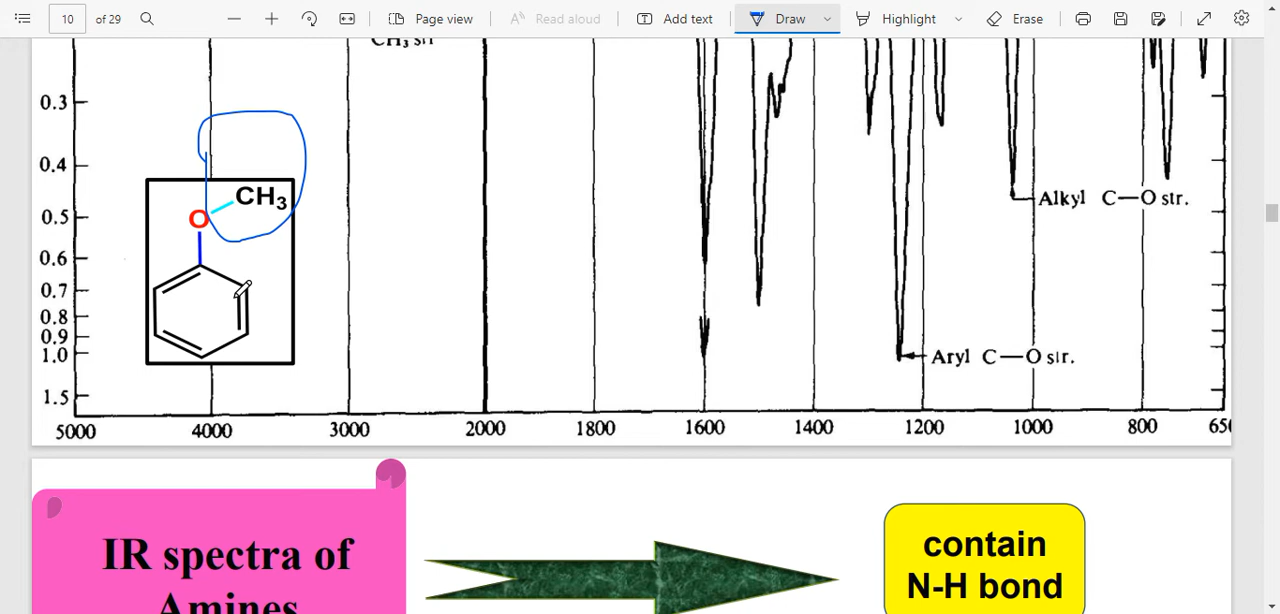 10 of 29 Page view Read aloud Add text Draw Highlight Erase
0.3
0.4
0.5
0.6
0.7
0.8
0.9
1.0
1.5
CH3
O
Alkyl C—O str.
Aryl C—O str.
5000 4000 3000 2000 1800 1600 1400 1200 1000 800
IR spectra of
Amines
contain
N-H bond